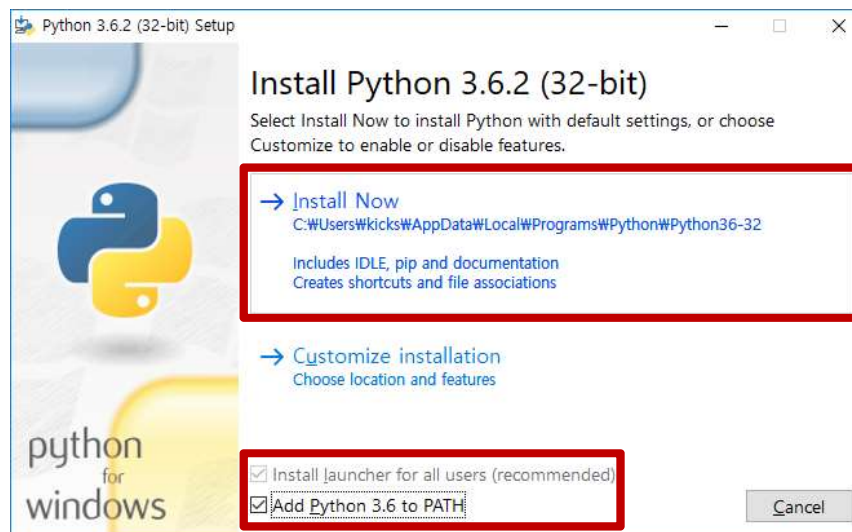 Python 3.6.2 (32-bit) Setup
Install Python 3.6.2 (32-bit)
Select Install Now to install Python with default settings, or choose
Customize to enable or disable features.
Install Now
C:₩Users₩kicks₩AppData₩Local₩Programs₩Python₩Python36-32
Includes IDLE, pip and documentation
Creates shortcuts and file associations
Customize installation
Choose location and features
python
for
windows
Install launcher for all users (recommended)
Add Python 3.6 to PATH
Cancel